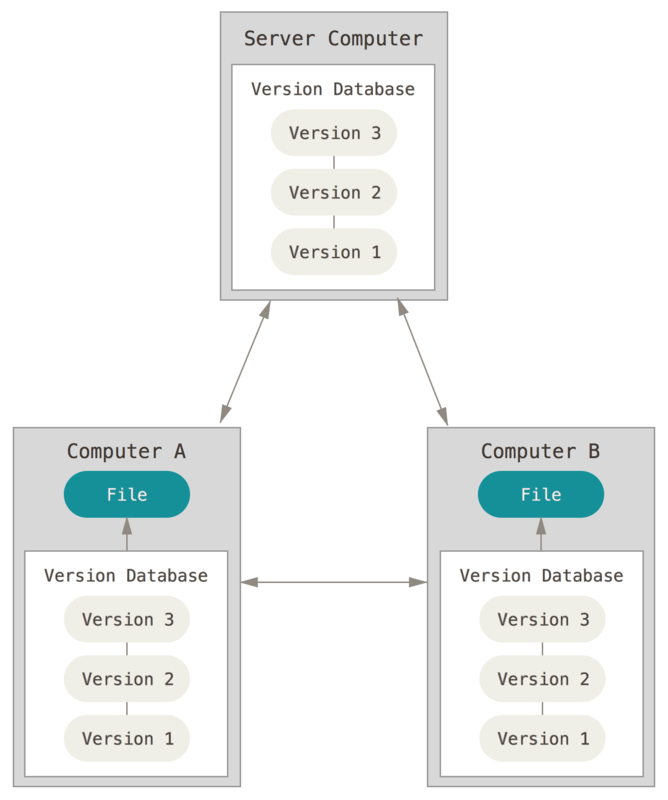 Server Computer
Version Database
Version 3
Version 2
Version 1
Computer A
File
Version Database
Version 3
Version 2
Version 1
Computer B
File
Version Database
Version 3
Version 2
Version 1